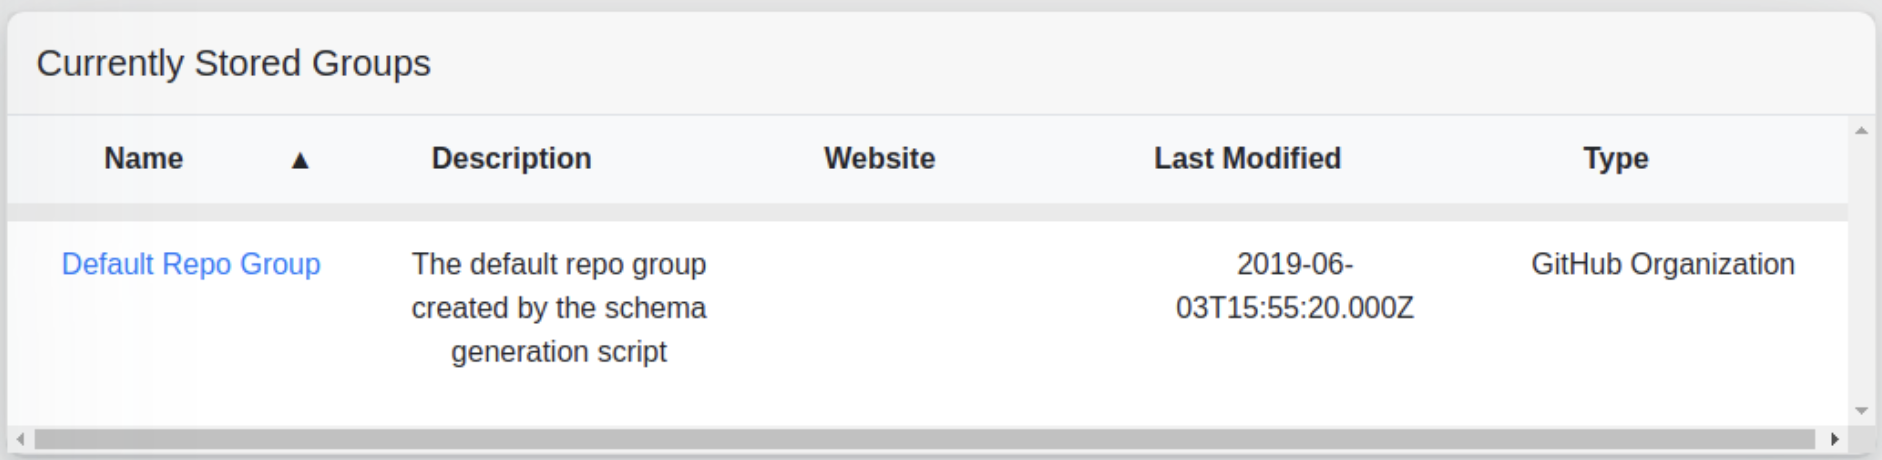 Currently Stored Groups
Name ▲ Description Website Last Modified Type
Default Repo Group The default repo group 2019-06- GitHub Organization
created by the schema 03T15:55:20.000Z
generation script